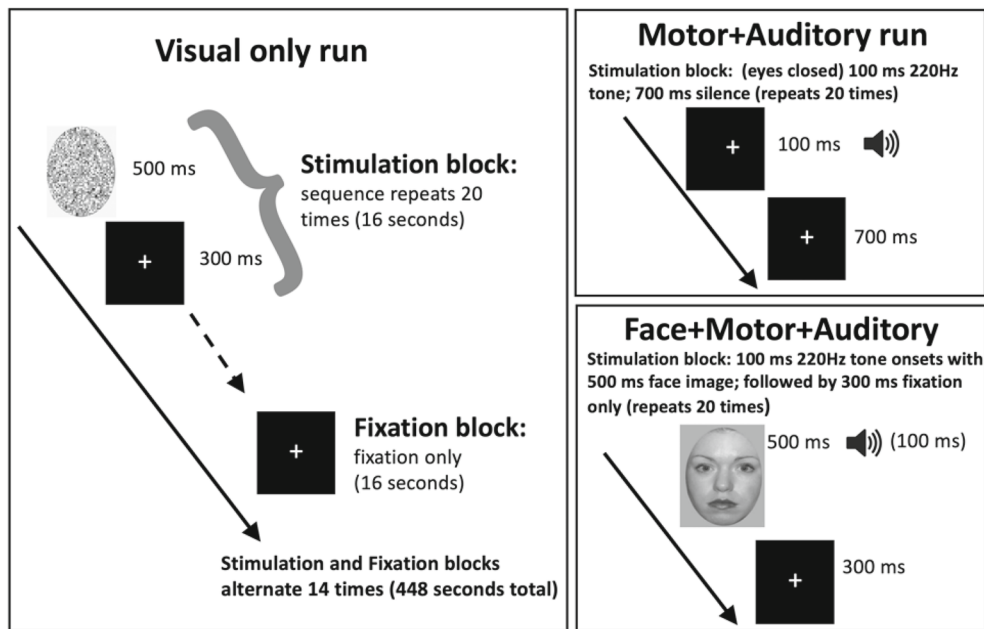 Visual only run
500 ms
Stimulation block:
sequence repeats 20
times (16 seconds)
300 ms
Fixation block:
fixation only
(16 seconds)
Stimulation and Fixation blocks
alternate 14 times (448 seconds total)
Motor+Auditory run
Stimulation block: (eyes closed) 100 ms 220Hz
tone; 700 ms silence (repeats 20 times)
100 ms
700 ms
Face+Motor+Auditory
Stimulation block: 100 ms 220Hz tone onsets with
500 ms face image; followed by 300 ms fixation
only (repeats 20 times)
500 ms (100 ms)
300 ms